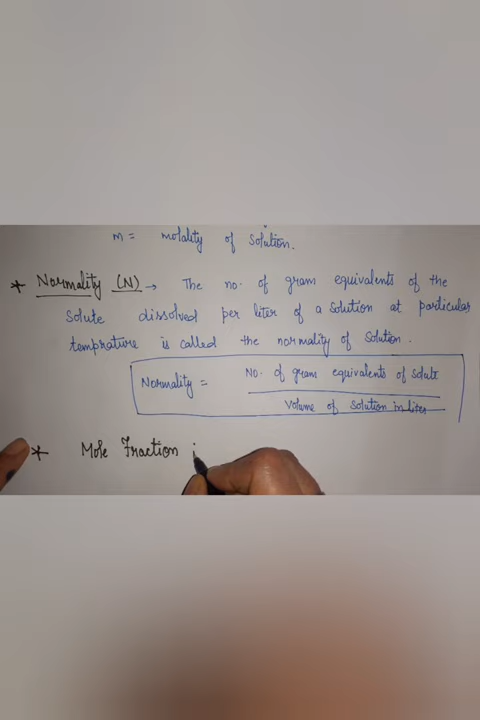 m = molality of solution.
* Normality (N) → The no. of gram equivalents of the
solute dissolved per liter of a solution at particular
temprature is called the normality of solution.
Normality = No. of gram equivalents of solute
Volume of solution in liter
* Mole Fraction